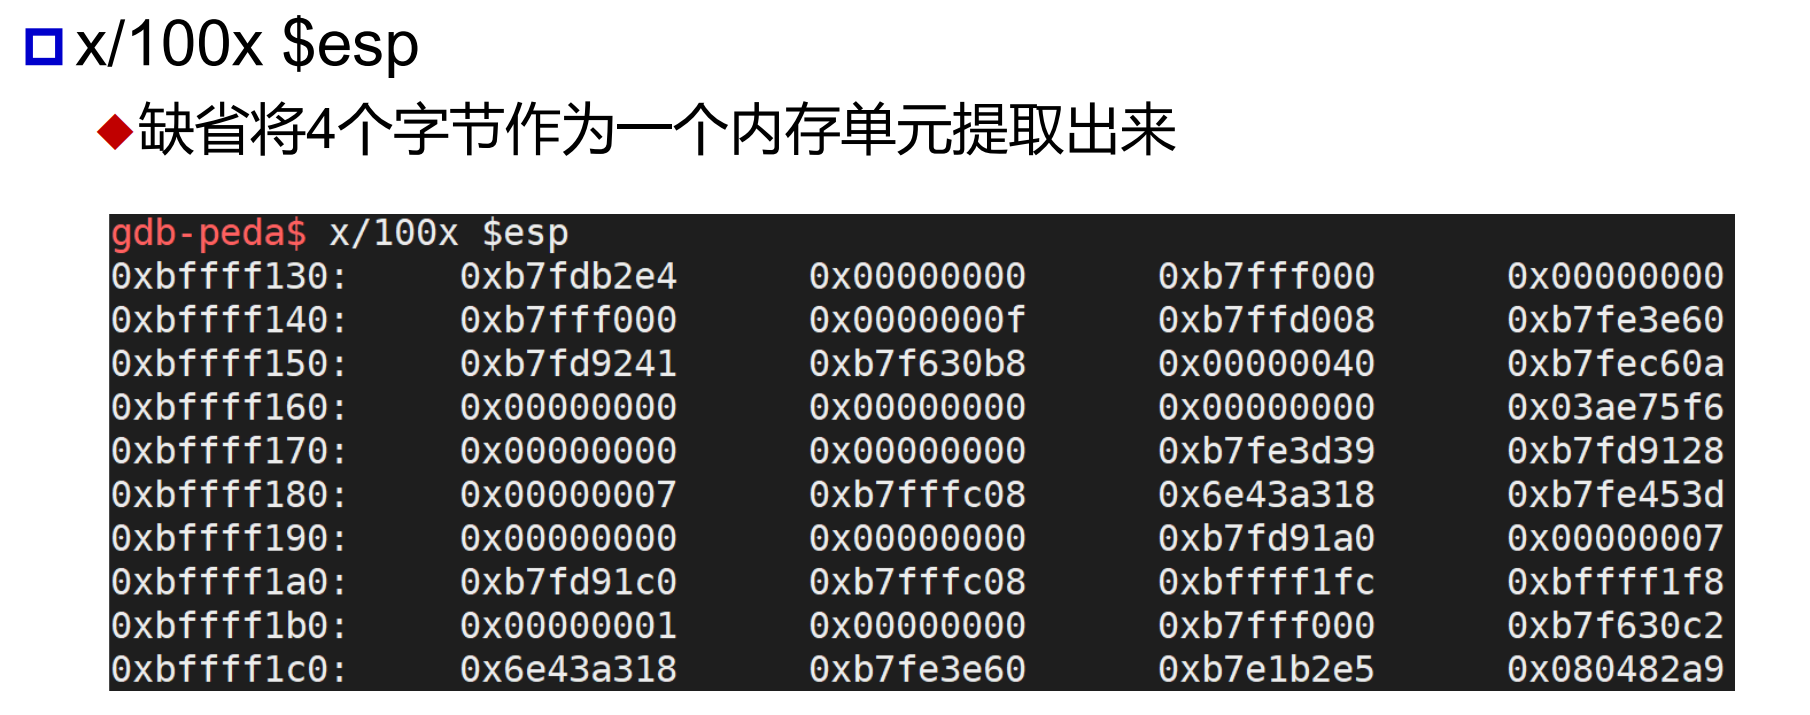 x/100x $esp
缺省将4个字节作为一个内存单元提取出来
gdb-peda$ x/100x $esp
0xbffff130: 0xb7fdb2e4 0x00000000 0xb7fff000 0x00000000
0xbffff140: 0xb7fff000 0x0000000f 0xb7ffd008 0xb7fe3e60
0xbffff150: 0xb7fd9241 0xb7f630b8 0x00000040 0xb7fec60a
0xbffff160: 0x00000000 0x00000000 0x00000000 0x03ae75f6
0xbffff170: 0x00000000 0x00000000 0xb7fe3d39 0xb7fd9128
0xbffff180: 0x00000007 0xb7fffc08 0x6e43a318 0xb7fe453d
0xbffff190: 0x00000000 0x00000000 0xb7fd91a0 0x00000007
0xbffff1a0: 0xb7fd91c0 0xb7fffc08 0xbffff1fc 0xbffff1f8
0xbffff1b0: 0x00000001 0x00000000 0xb7fff000 0xb7f630c2
0xbffff1c0: 0x6e43a318 0xb7fe3e60 0xb7e1b2e5 0x080482a9